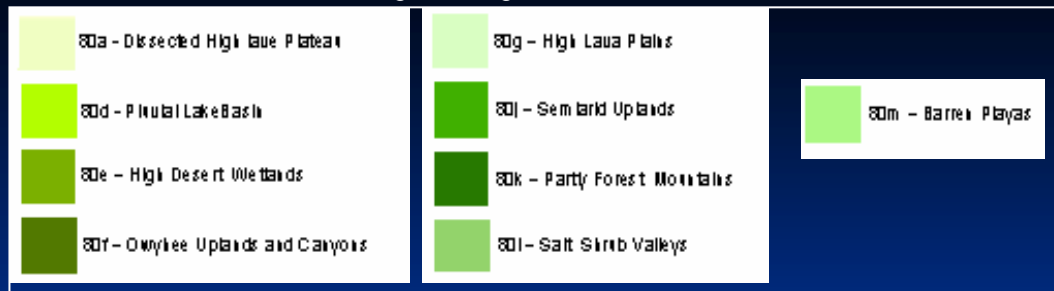 80a - Dissected High lava Plateau
80d - Pluvial Lake Basin
80e - High Desert Wetlands
80f - Owyhee Uplands and Canyons
80g - High Lava Plains
80j - Semiarid Uplands
80k - Partly Forest Mountains
80l - Salt Shrub Valleys
80m - Barren Playas